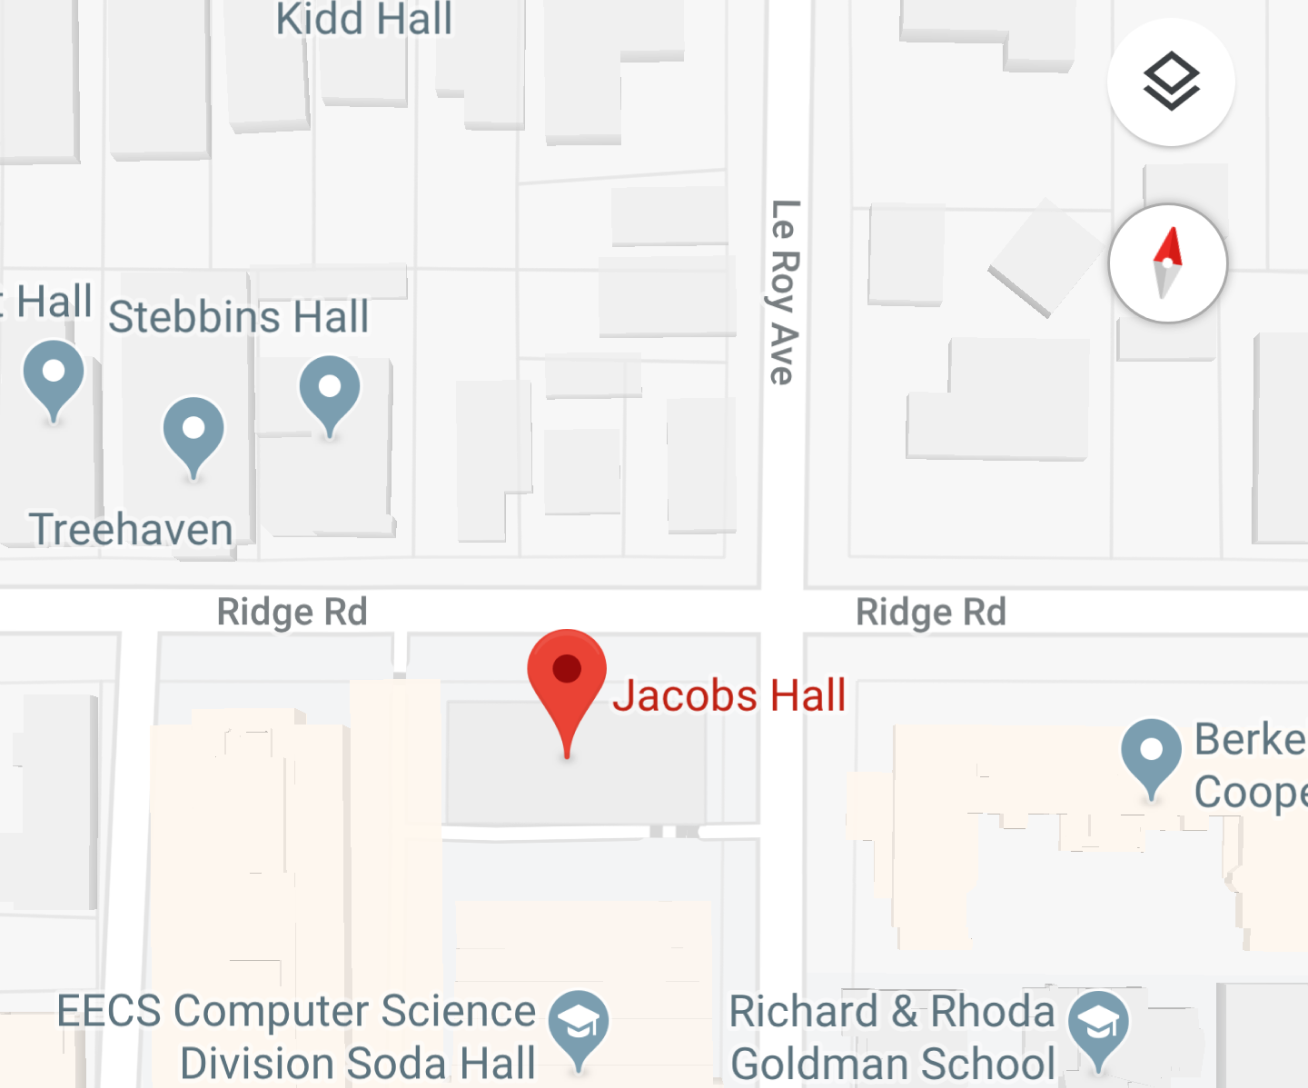 Kidd Hall
Le Roy Ave
t Hall
Stebbins Hall
Treehaven
Ridge Rd
Ridge Rd
Jacobs Hall
Berke
Coope
EECS Computer Science
Division Soda Hall
Richard & Rhoda
Goldman School